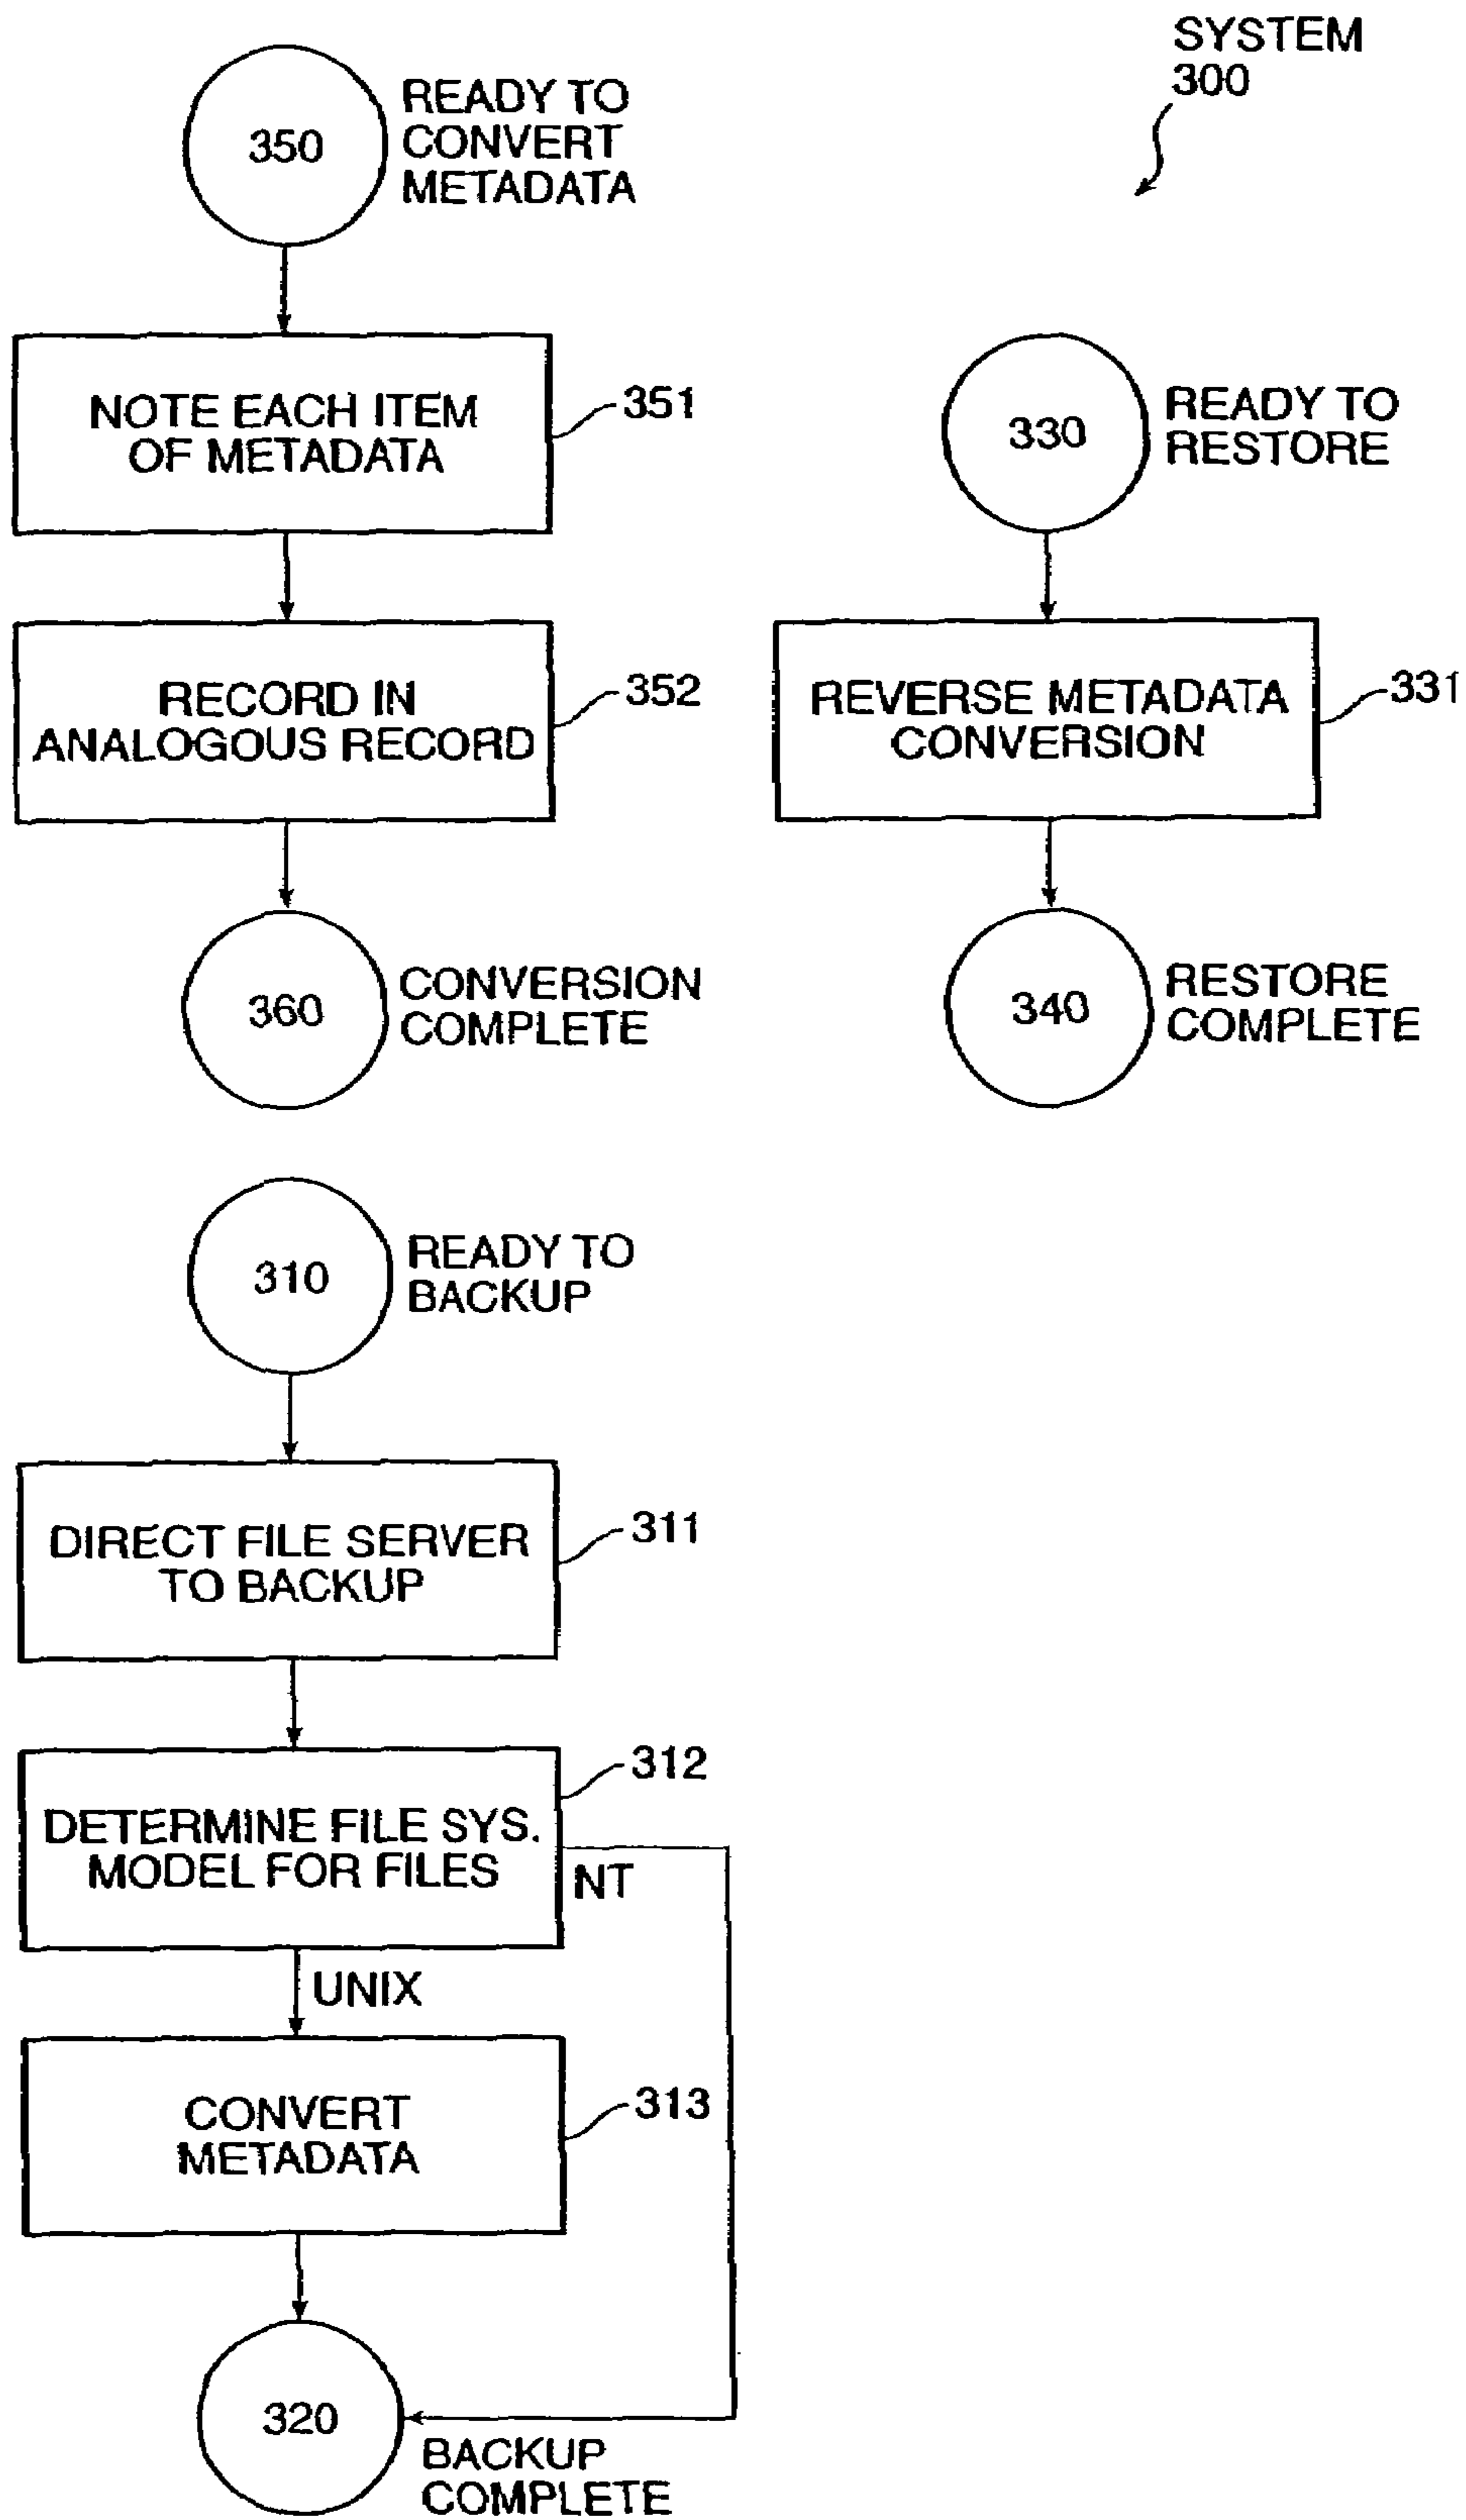 SYSTEM
300
350
READY TO
CONVERT
METADATA
NOTE EACH ITEM
OF METADATA
351
RECORD IN
ANALOGOUS RECORD
352
360
CONVERSION
COMPLETE
330
READY TO
RESTORE
REVERSE METADATA
CONVERSION
331
340
RESTORE
COMPLETE
310
READY TO
BACKUP
DIRECT FILE SERVER
TO BACKUP
311
DETERMINE FILE SYS.
MODEL FOR FILES
312
NT
UNIX
CONVERT
METADATA
313
320
BACKUP
COMPLETE